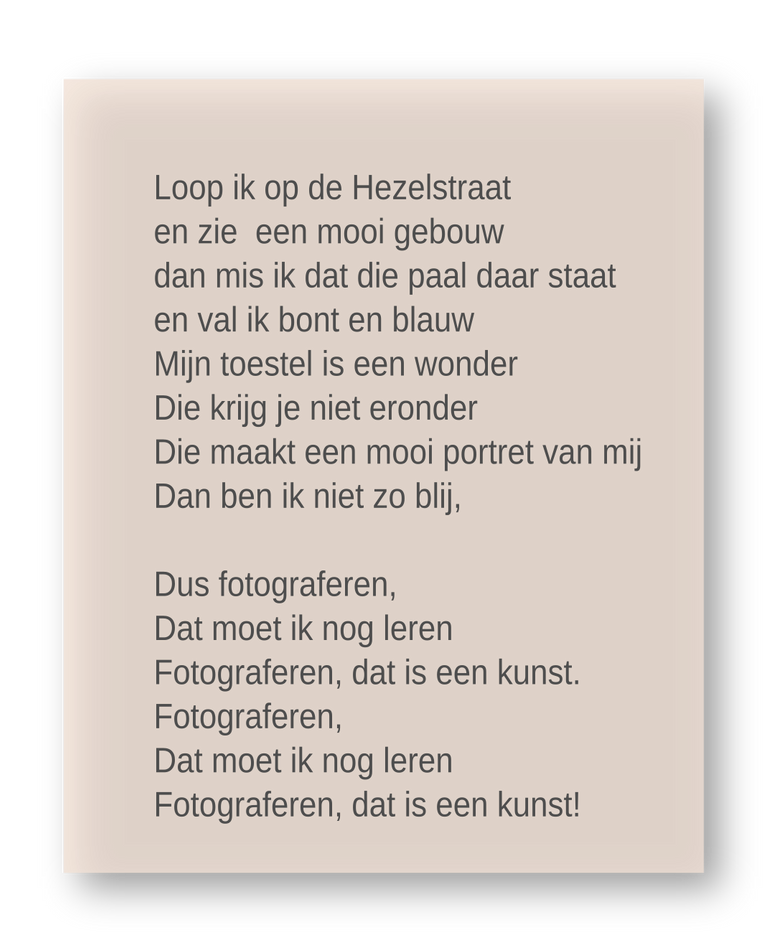 Loop ik op de Hezelstraat
en zie  een mooi gebouw
dan mis ik dat die paal daar staat
en val ik bont en blauw
Mijn toestel is een wonder
Die krijg je niet eronder
Die maakt een mooi portret van mij
Dan ben ik niet zo blij,

Dus fotograferen,
Dat moet ik nog leren
Fotograferen, dat is een kunst.
Fotograferen,
Dat moet ik nog leren
Fotograferen, dat is een kunst!